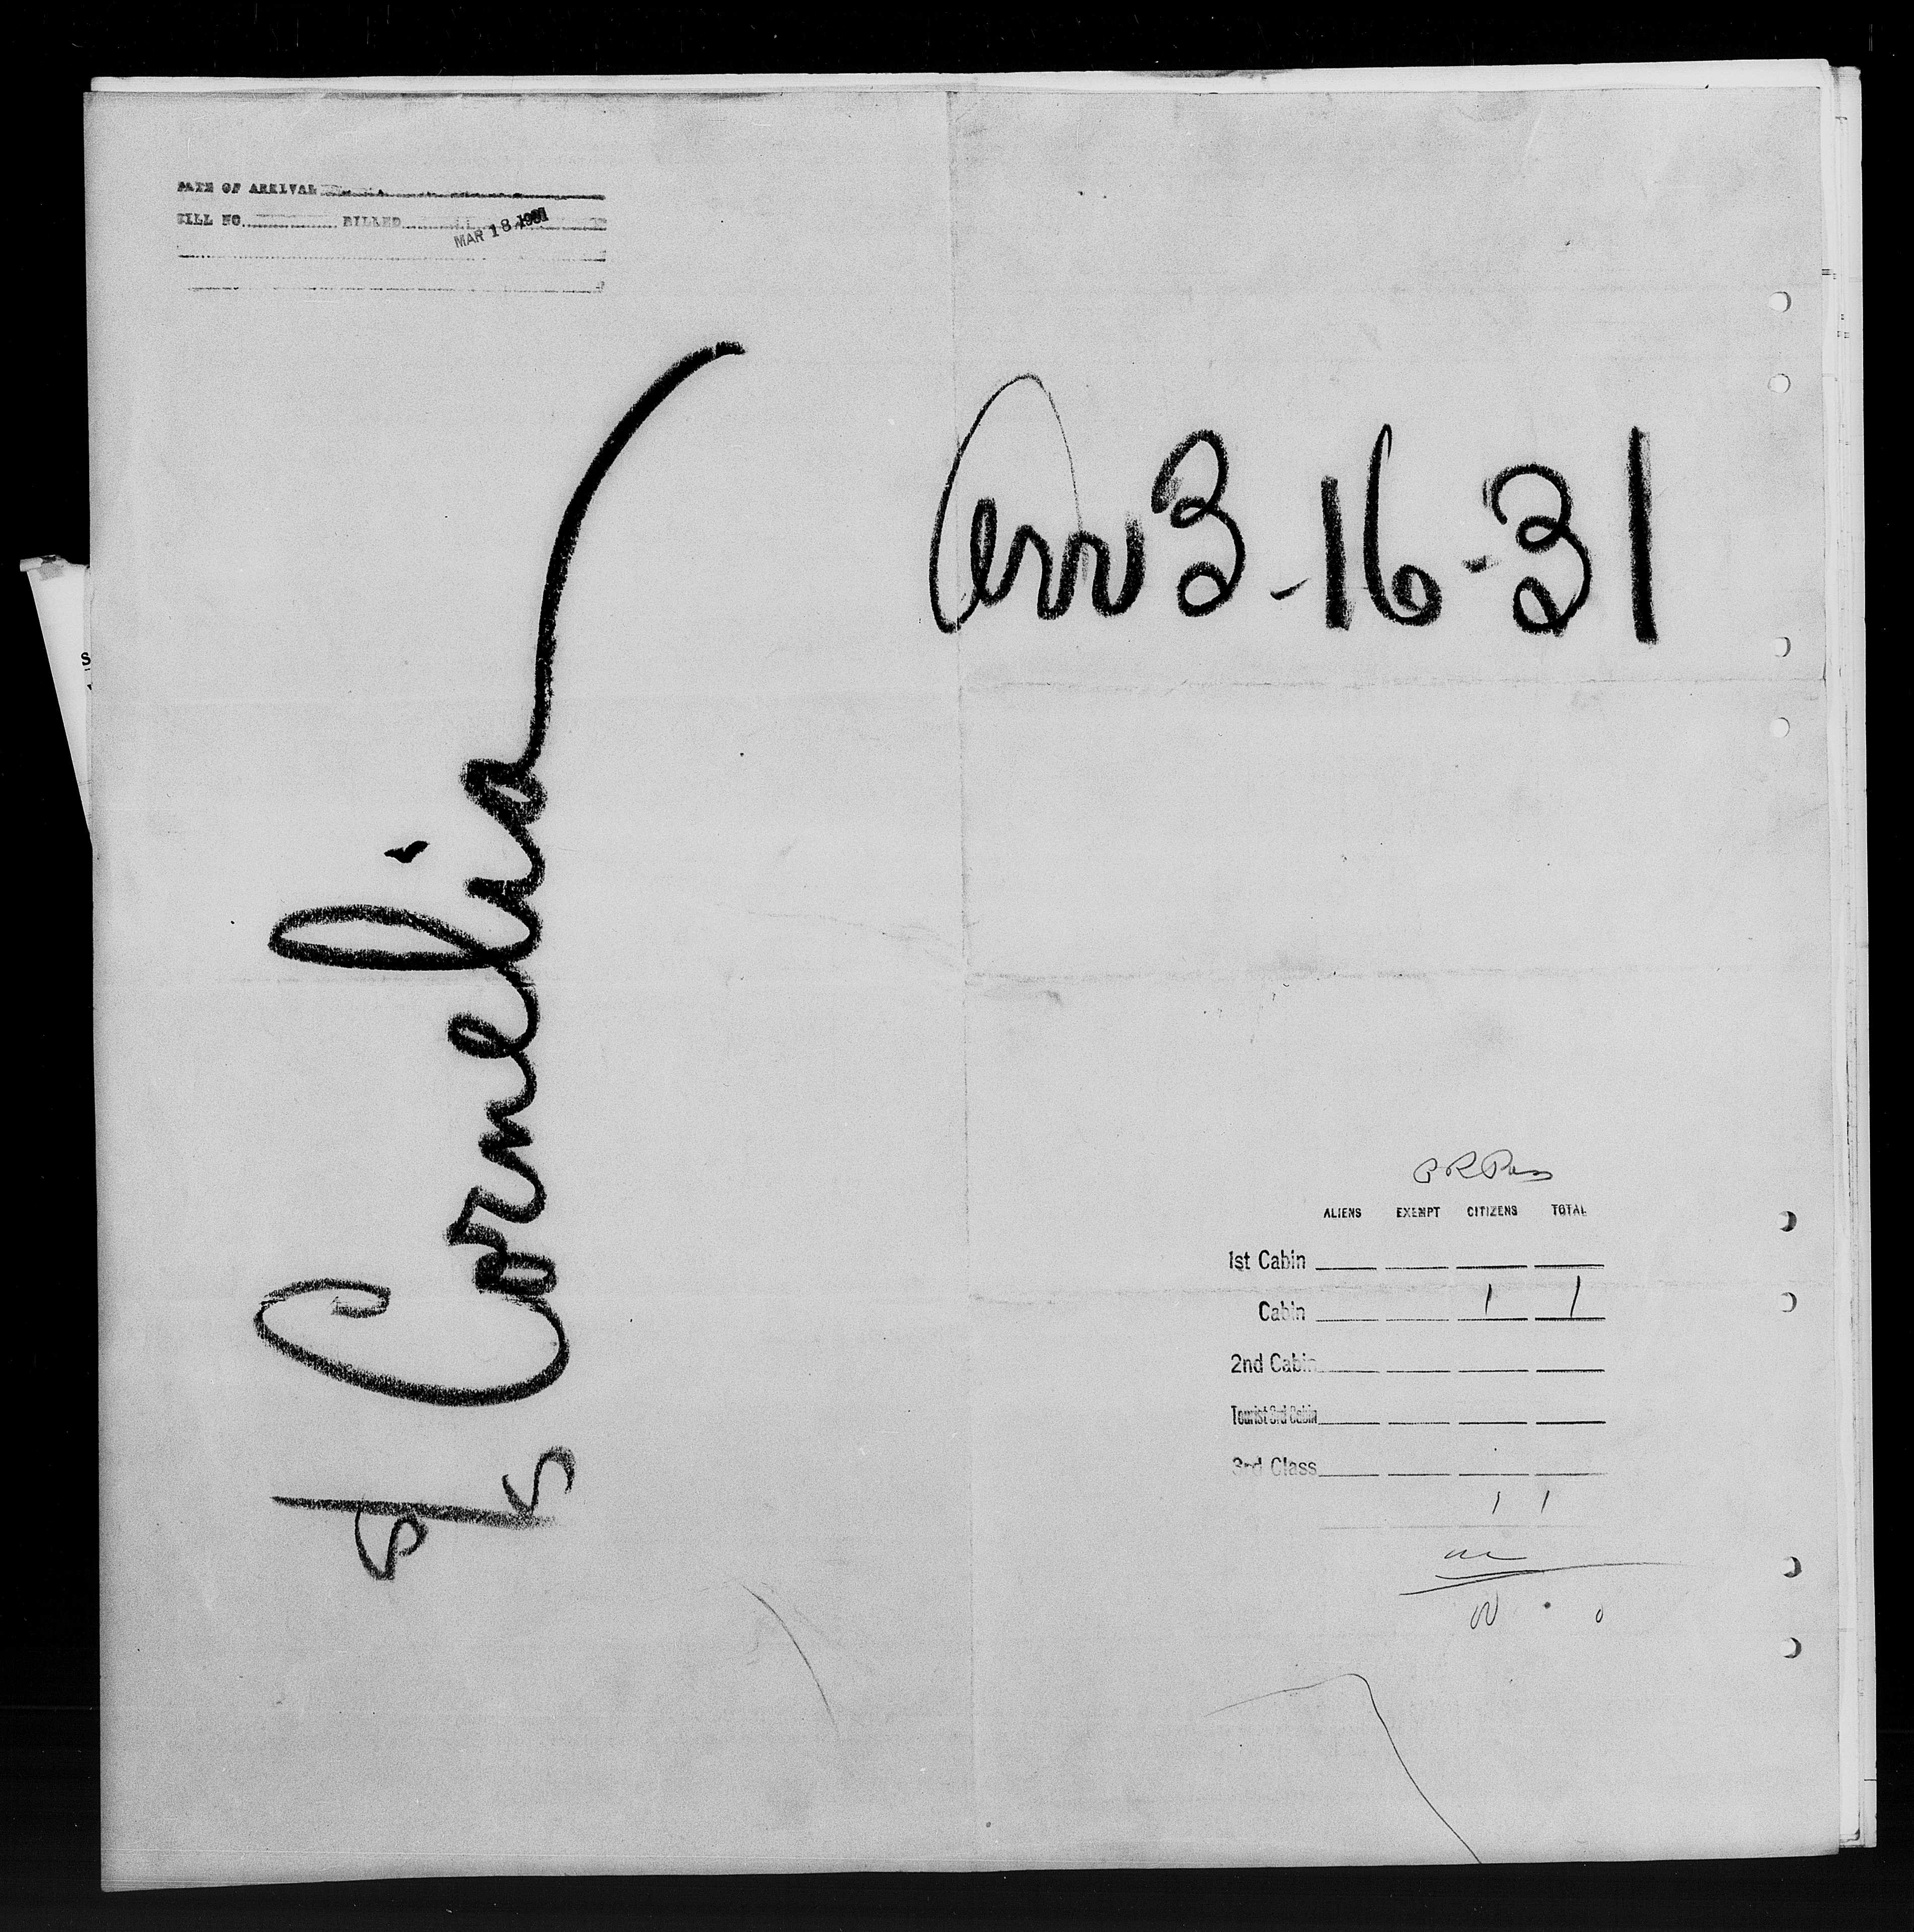 DATE OF ARRIVAL
BILL NO. BILLED
MAR 18 1931
S/S Cornelia
Arr 3-16-31
ALIENS EXEMPT CITIZENS TOTAL
1st Cabin
Cabin 1 1
2nd Cabin
Tourist 3rd Cabin
3rd Class
1 1